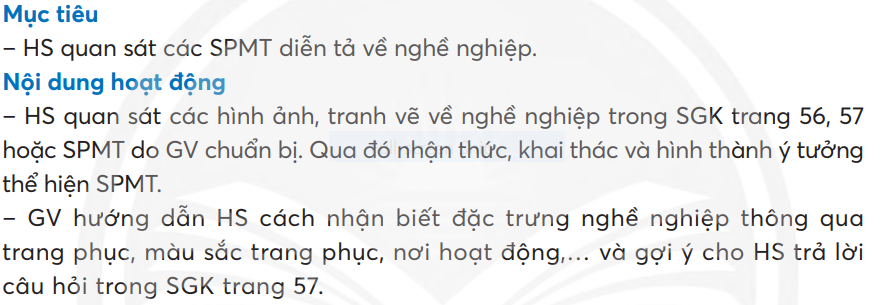 Mục tiêu
– HS quan sát các SPMT diễn tả về nghề nghiệp.
Nội dung hoạt động
– HS quan sát các hình ảnh, tranh vẽ về nghề nghiệp trong SGK trang 56, 57
hoặc SPMT do GV chuẩn bị. Qua đó nhận thức, khai thác và hình thành ý tưởng
thể hiện SPMT.
– GV hướng dẫn HS cách nhận biết đặc trưng nghề nghiệp thông qua
trang phục, màu sắc trang phục, nơi hoạt động,... và gợi ý cho HS trả lời
câu hỏi trong SGK trang 57.